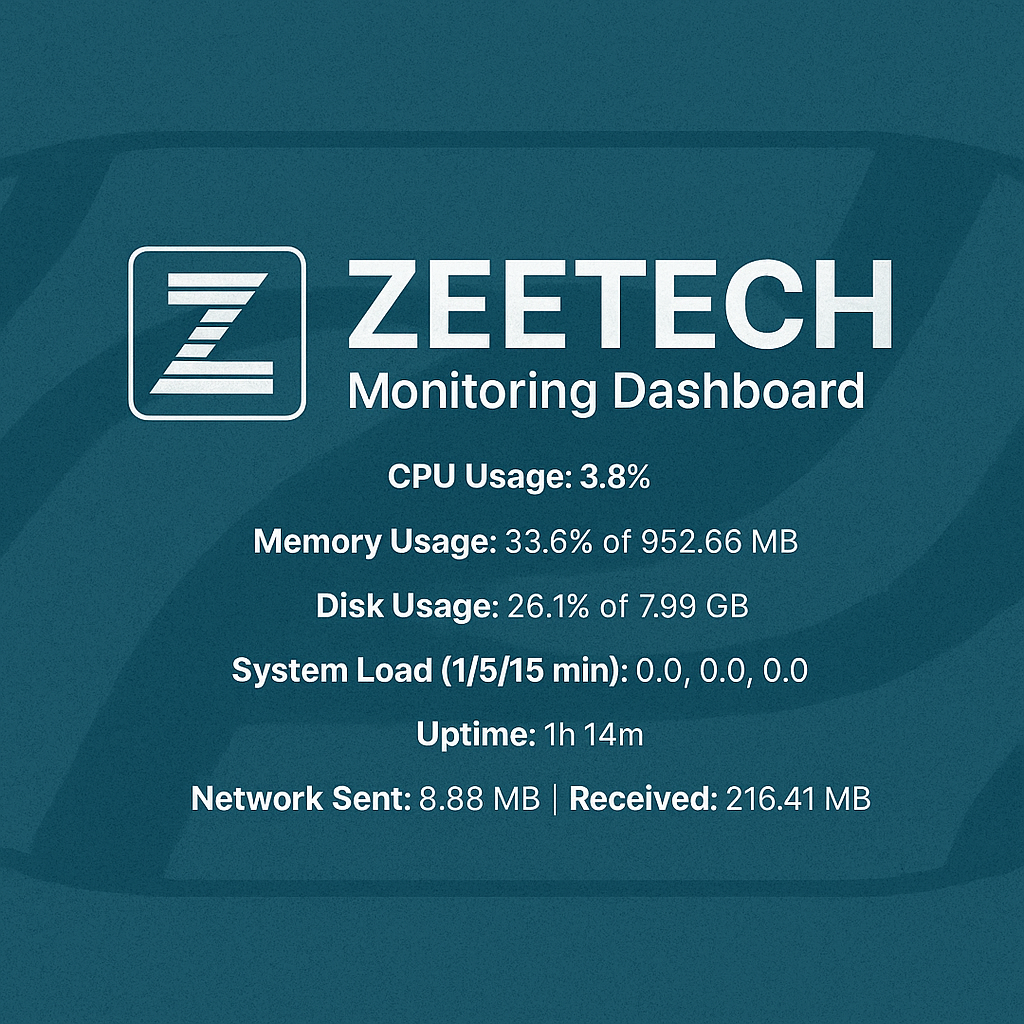 Z
ZEETECH
Monitoring Dashboard
CPU Usage: 3.8%
Memory Usage: 33.6% of 952.66 MB
Disk Usage: 26.1% of 7.99 GB
System Load (1/5/15 min): 0.0, 0.0, 0.0
Uptime: 1h 14m
Network Sent: 8.88 MB | Received: 216.41 MB